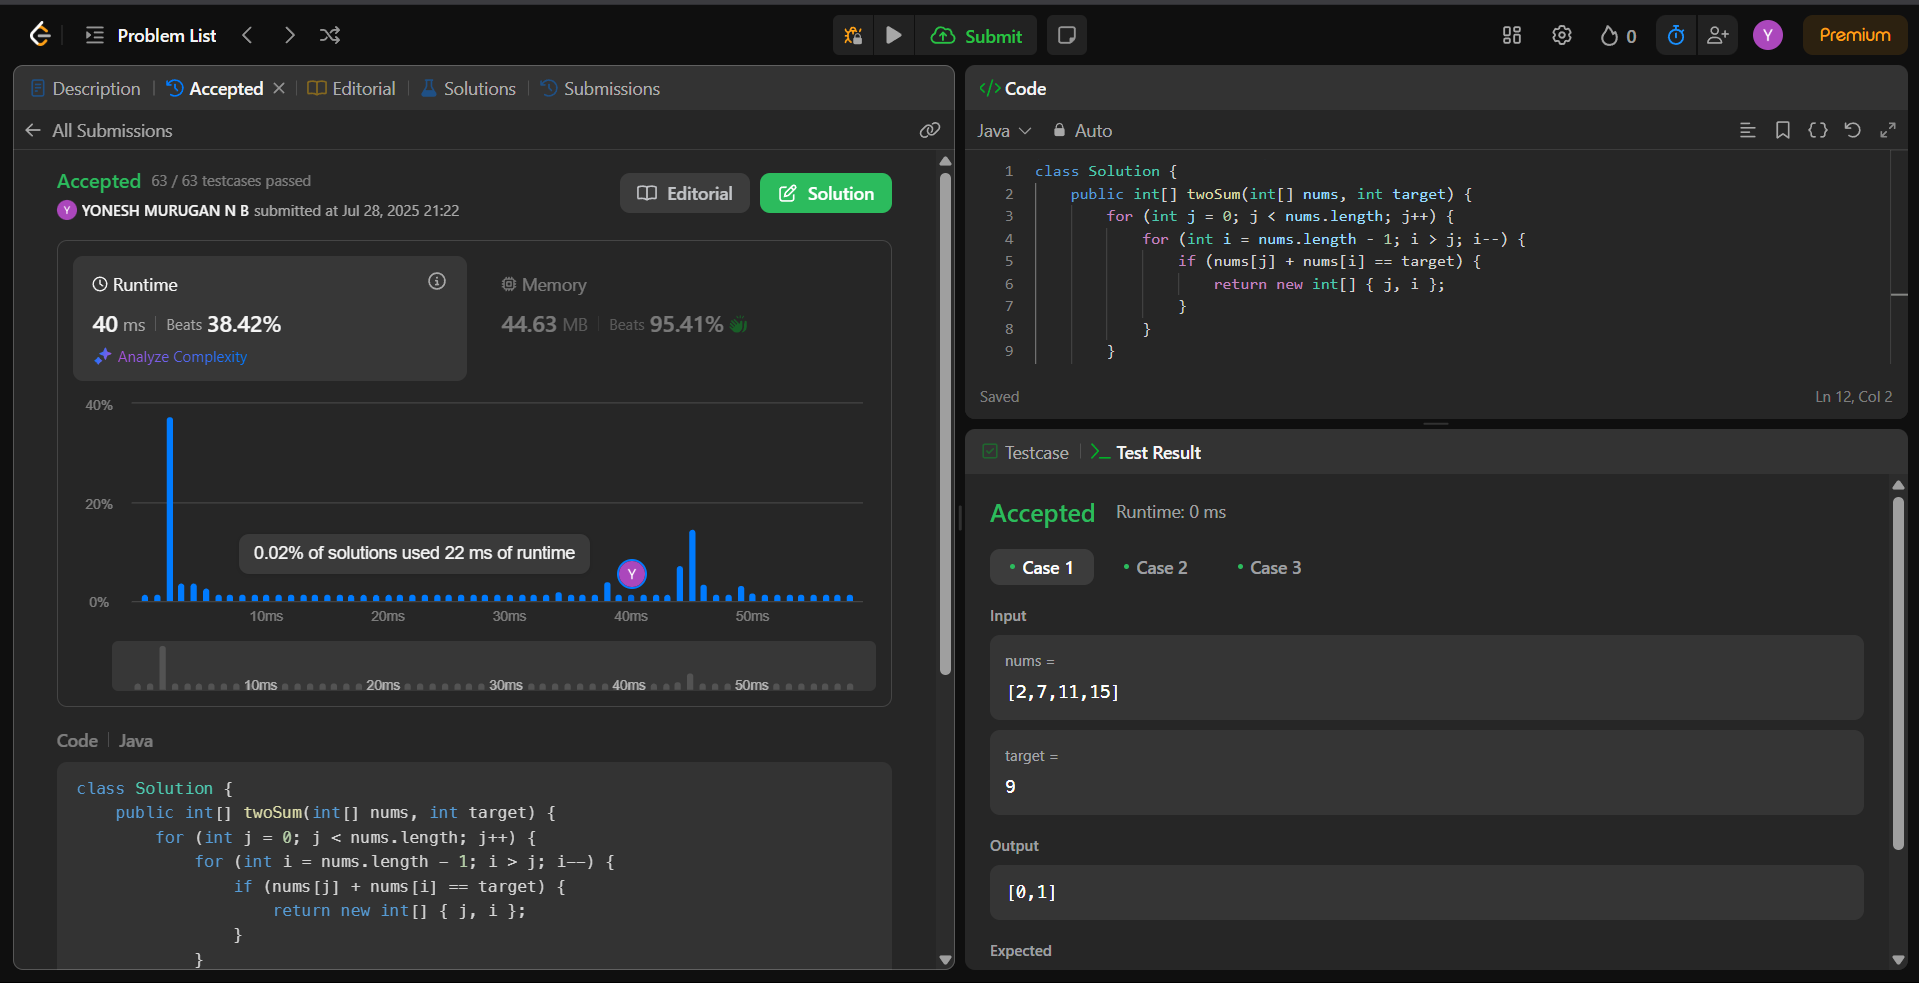 Problem List
Submit
0
Y
Premium
Description
Accepted
Editorial
Solutions
Submissions
All Submissions
Accepted 63 / 63 testcases passed
Y YONESH MURUGAN N B submitted at Jul 28, 2025 21:22
Editorial
Solution
Runtime
40 ms Beats 38.42%
Analyze Complexity
Memory
44.63 MB Beats 95.41%
40%
20%
0%
0.02% of solutions used 22 ms of runtime
Y
10ms 20ms 30ms 40ms 50ms
10ms 20ms 30ms 40ms 50ms
Code Java
class Solution {
public int[] twoSum(int[] nums, int target) {
for (int j = 0; j < nums.length; j++) {
for (int i = nums.length - 1; i > j; i--) {
if (nums[j] + nums[i] == target) {
return new int[] { j, i };
}
}
</> Code
Java Auto
1 class Solution {
2 public int[] twoSum(int[] nums, int target) {
3 for (int j = 0; j < nums.length; j++) {
4 for (int i = nums.length - 1; i > j; i--) {
5 if (nums[j] + nums[i] == target) {
6 return new int[] { j, i };
7 }
8 }
9 }
Saved
Ln 12, Col 2
Testcase
Test Result
Accepted Runtime: 0 ms
Case 1
Case 2
Case 3
Input
nums =
[2,7,11,15]
target =
9
Output
[0,1]
Expected